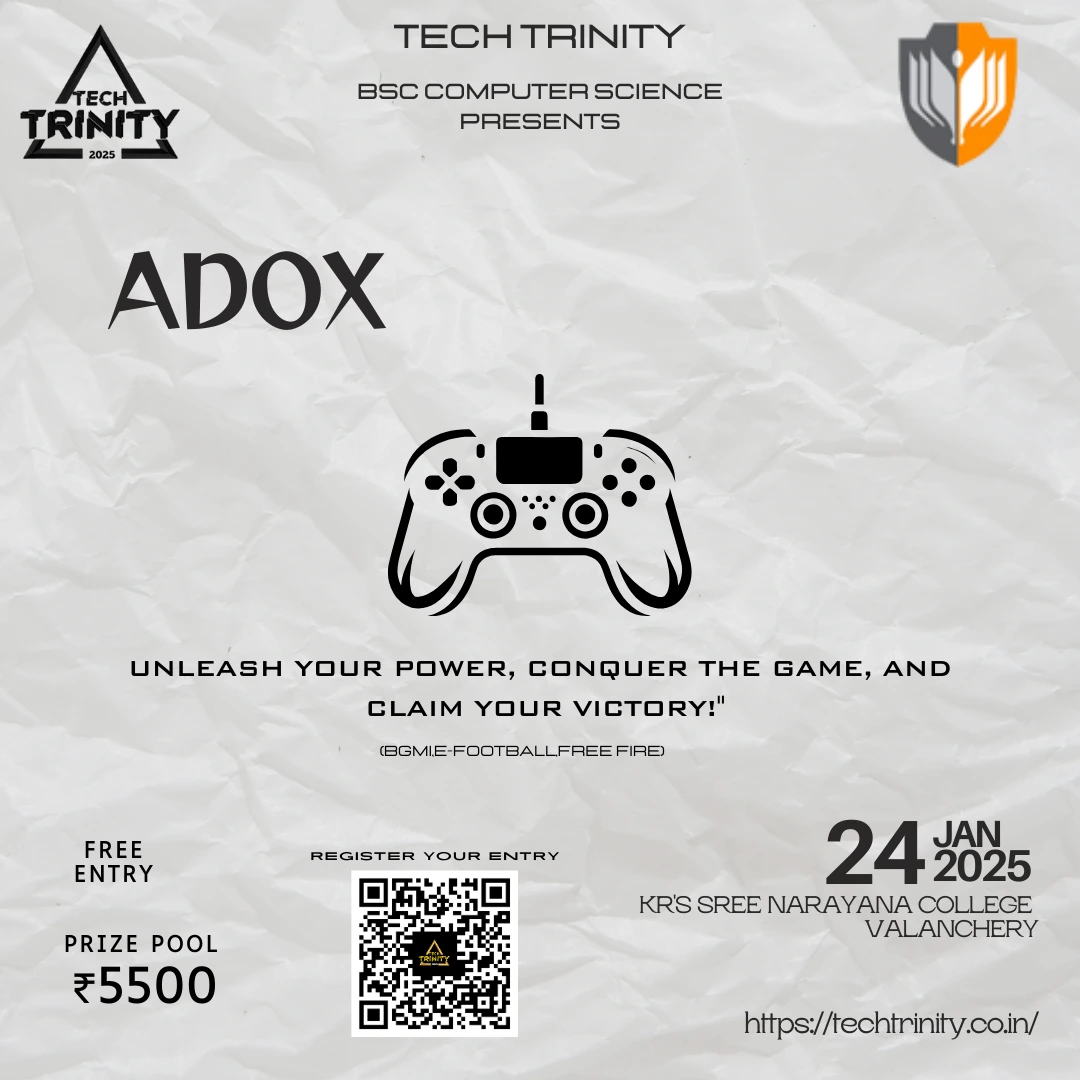 TECH TRINITY
BSC COMPUTER SCIENCE
PRESENTS
TECH
TRINITY
2025
ADOX
UNLEASH YOUR POWER, CONQUER THE GAME, AND
CLAIM YOUR VICTORY!"
(BGMI,E-FOOTBALL,FREE FIRE)
FREE
ENTRY
PRIZE POOL
₹5500
REGISTER YOUR ENTRY
TECH
TRINITY
24 JAN
2025
KR'S SREE NARAYANA COLLEGE
VALANCHERY
https://techtrinity.co.in/